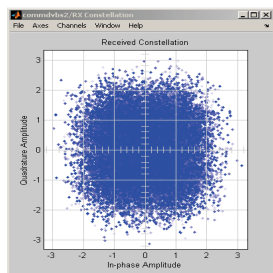 commdvbs2/RX Constellation
File Axes Channels Window Help
Received Constellation
Quadrature Amplitude
3
2
1
0
-1
-2
-3
-3 -2 -1 0 1 2 3
In-phase Amplitude